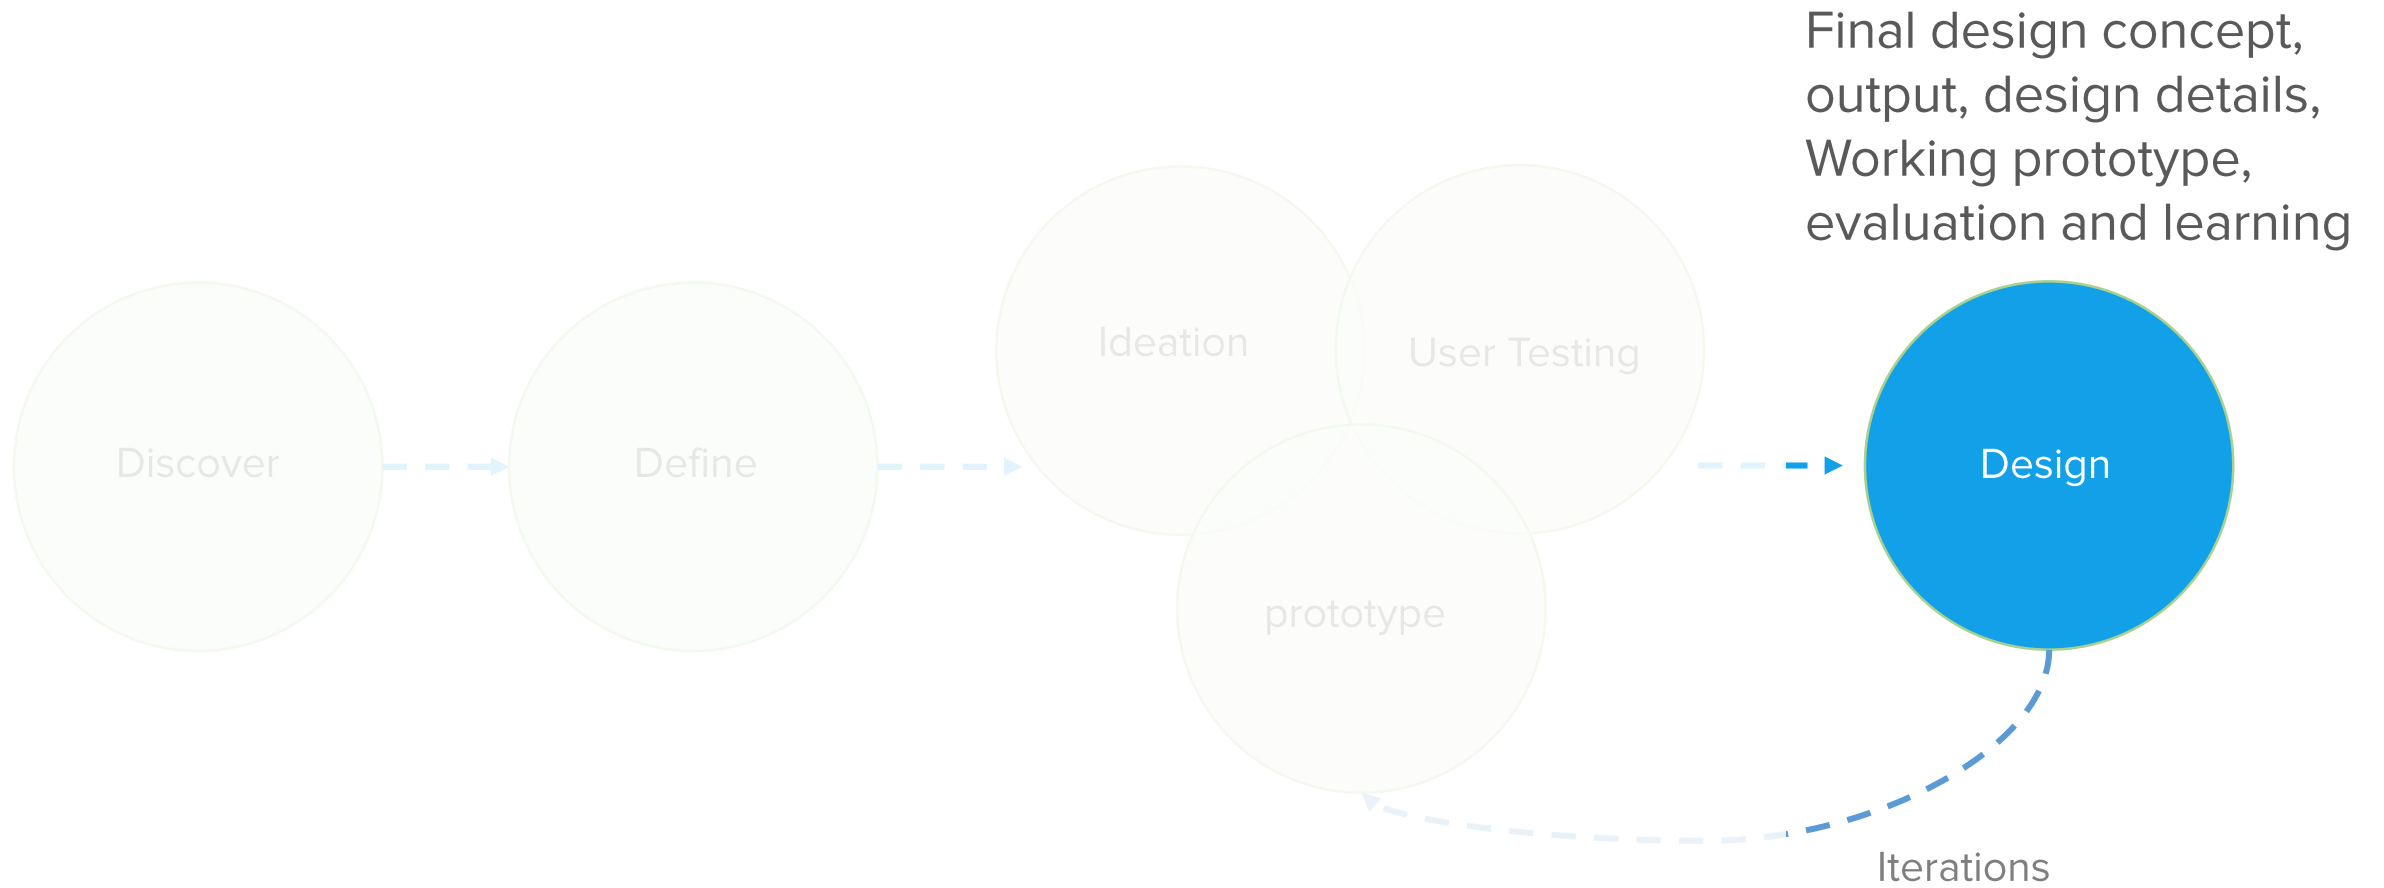 Final design concept,
output, design details,
Working prototype,
evaluation and learning
Ideation
User Testing
Discover
Define
Design
prototype
Iterations